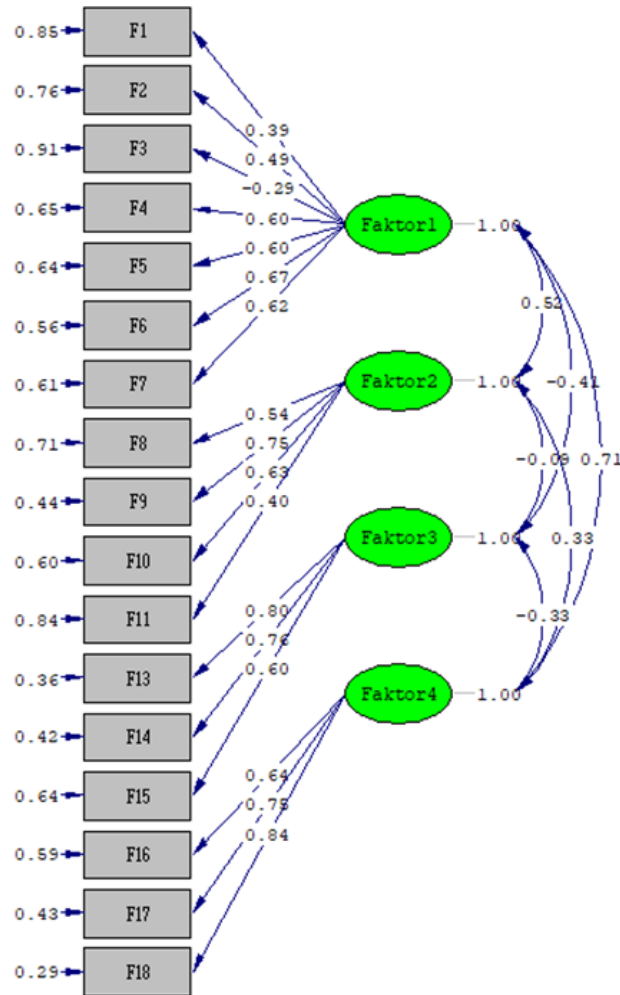 0.85 F1
0.76 F2
0.91 F3
0.65 F4
0.64 F5
0.56 F6
0.61 F7
0.71 F8
0.44 F9
0.60 F10
0.84 F11
0.36 F13
0.42 F14
0.64 F15
0.59 F16
0.43 F17
0.29 F18
0.39
0.49
-0.29
0.60
0.60
0.67
0.62
0.54
0.75
0.63
0.40
0.80
0.76
0.60
0.64
0.75
0.84
Faktor1 1.00
Faktor2 1.00
Faktor3 1.00
Faktor4 1.00
0.52
-0.41
-0.09 0.71
0.33
-0.33